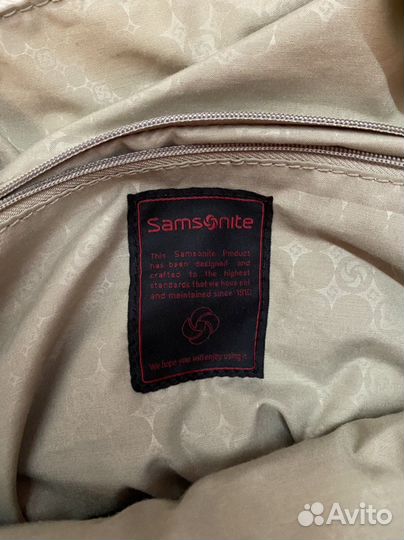 Samsonite
This Samsonite Product
has been designed and
crafted to the highest
standards that we have set
and maintained since 1910
We hope you will enjoy using it.
Avito